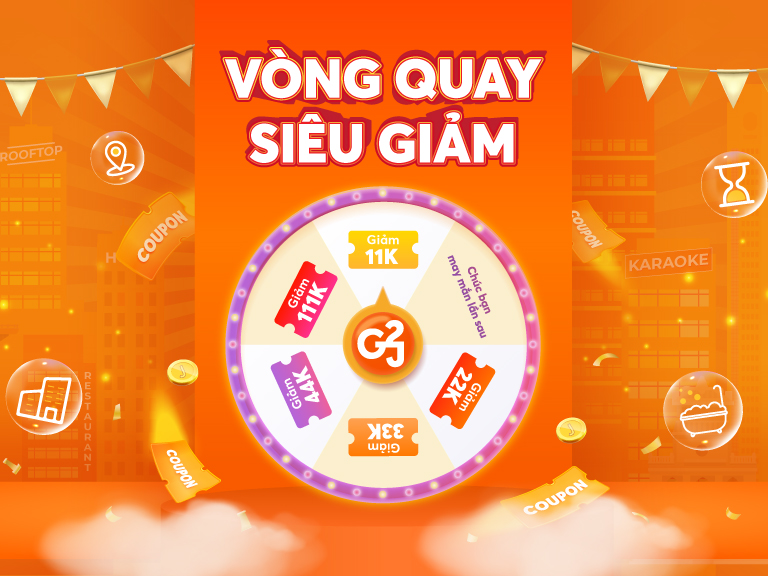 VÒNG QUAY
SIÊU GIẢM
ROOFTOP
COUPON
H
Giảm
11K
Chúc bạn
may mắn lần sau
Giảm
22K
Giảm
33K
Giảm
44K
Giảm
111K
G2J
COUPON
KARAOKE
RESTAURANT
COUPON
COUPON